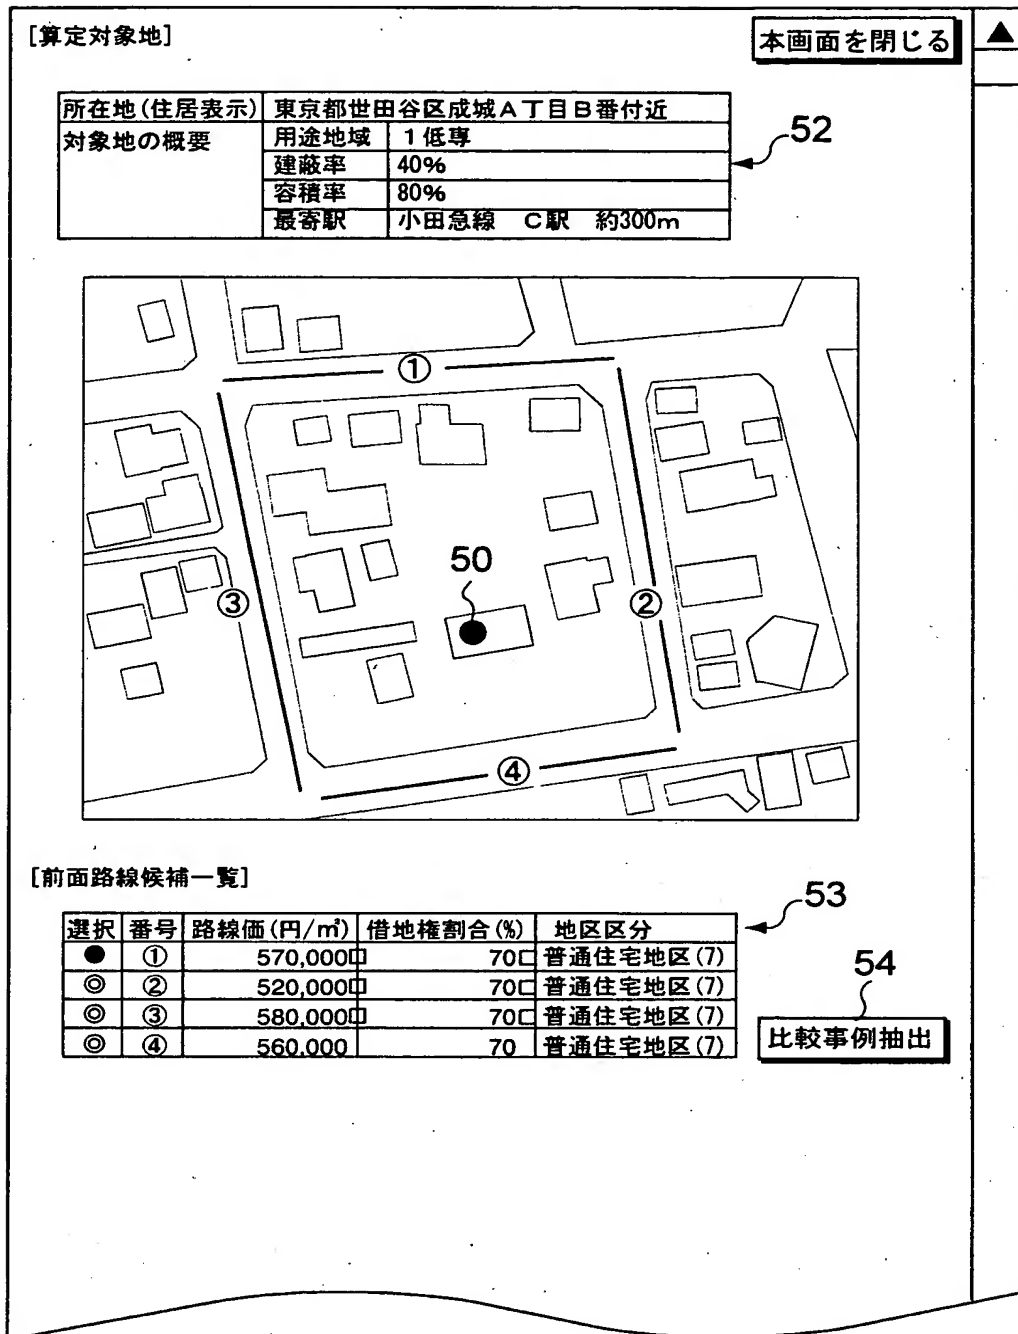 [算定対象地] 本画面を閉じる ▲
所在地(住居表示) 東京都世田谷区成城A丁目B番付近
対象地の概要 用途地域 1低専
建蔽率 40%
容積率 80%
最寄駅 小田急線 C駅 約300m
52
①
50
③ ②
④
[前面路線候補一覧]
53
選択 番号 路線価(円/㎡) 借地権割合(%) 地区区分
● ① 570,000□ 70□ 普通住宅地区(7)
◎ ② 520,000□ 70□ 普通住宅地区(7)
◎ ③ 580,000□ 70□ 普通住宅地区(7)
◎ ④ 560,000 70 普通住宅地区(7)
54
比較事例抽出